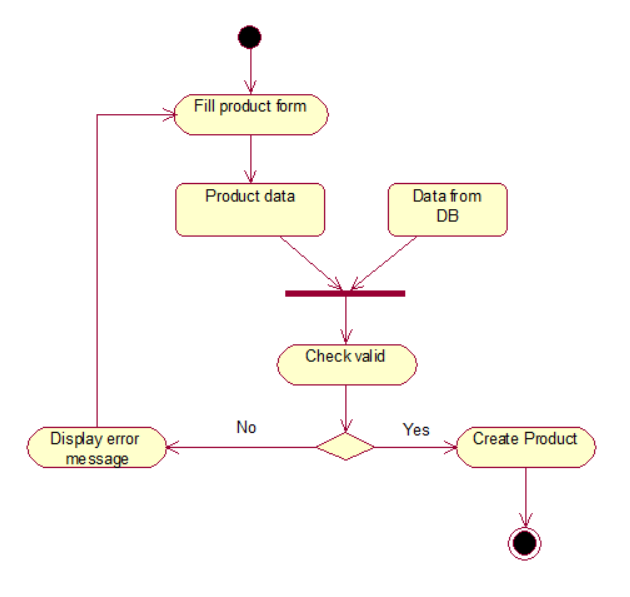 Fill product form
Product data
Data from
DB
Check valid
No
Yes
Display error
message
Create Product